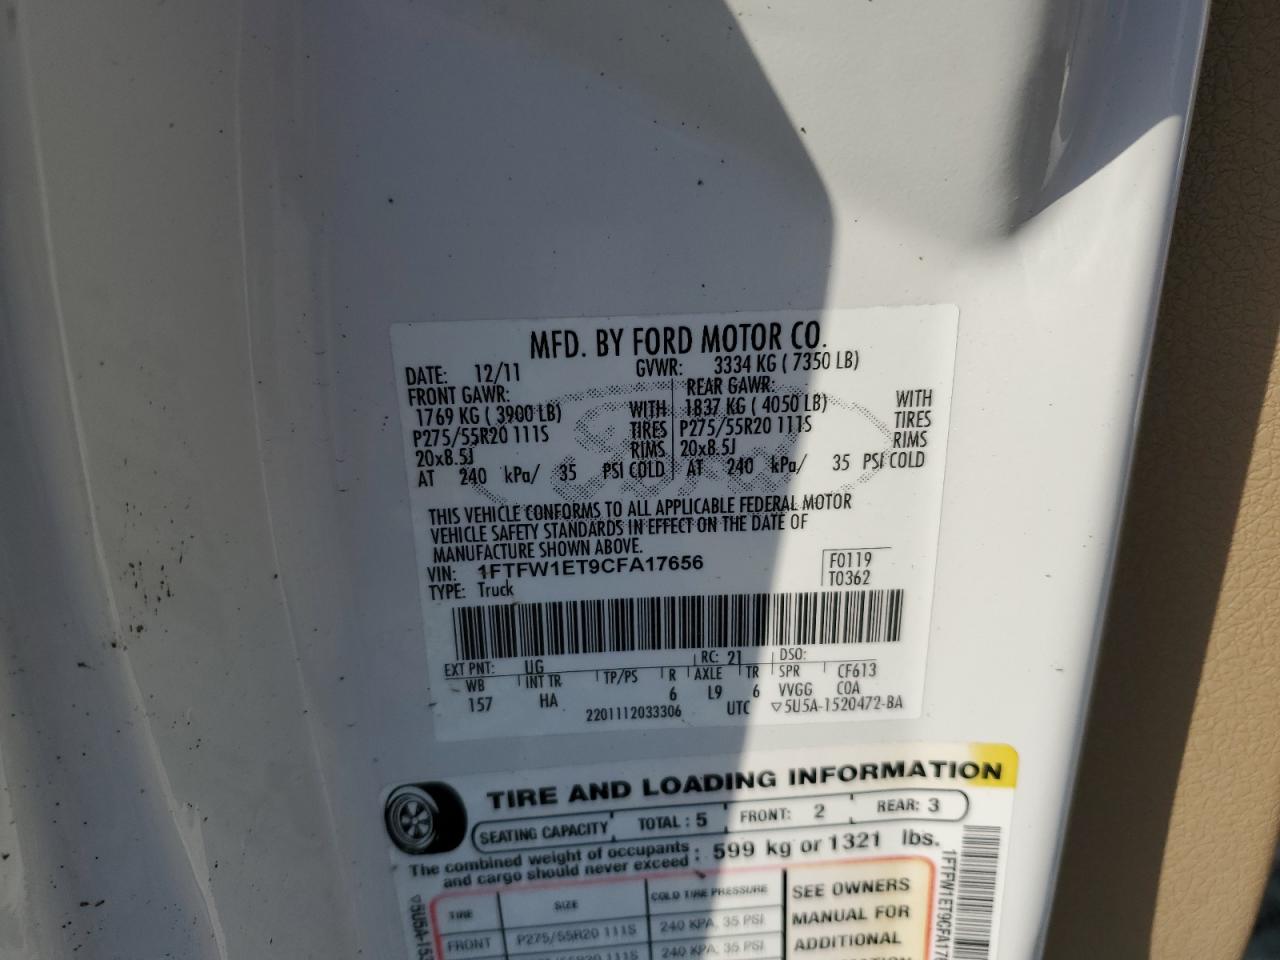 MFD. BY FORD MOTOR CO.
DATE: 12/11 GVWR: 3334 KG ( 7350 LB)
FRONT GAWR: REAR GAWR:
1769 KG ( 3900 LB) WITH 1837 KG ( 4050 LB) WITH
P275/55R20 111S TIRES P275/55R20 111S TIRES
20x8.5J RIMS 20x8.5J RIMS
AT 240 kPa/ 35 PSI COLD AT 240 kPa/ 35 PSI COLD
THIS VEHICLE CONFORMS TO ALL APPLICABLE FEDERAL MOTOR
VEHICLE SAFETY STANDARDS IN EFFECT ON THE DATE OF
MANUFACTURE SHOWN ABOVE.
VIN: 1FTFW1ET9CFA17656 F0119
TYPE: Truck T0362
EXT PNT: UG RC: 21 DSO:
WB INT TR TP/PS R AXLE TR SPR CF613
157 HA 6 L9 6 VVGG C0A
2201112033306 UTC ▽5U5A-1520472-BA
TIRE AND LOADING INFORMATION
SEATING CAPACITY TOTAL : 5 FRONT: 2 REAR: 3
The combined weight of occupants
and cargo should never exceed : 599 kg or 1321 lbs.
TIRE SIZE COLD TIRE PRESSURE SEE OWNERS
FRONT P275/55R20 111S 240 KPA, 35 PSI MANUAL FOR
ADDITIONAL
240 KPA, 35 PSI
▽5U5A-15
1FTFW1ET9CFA17